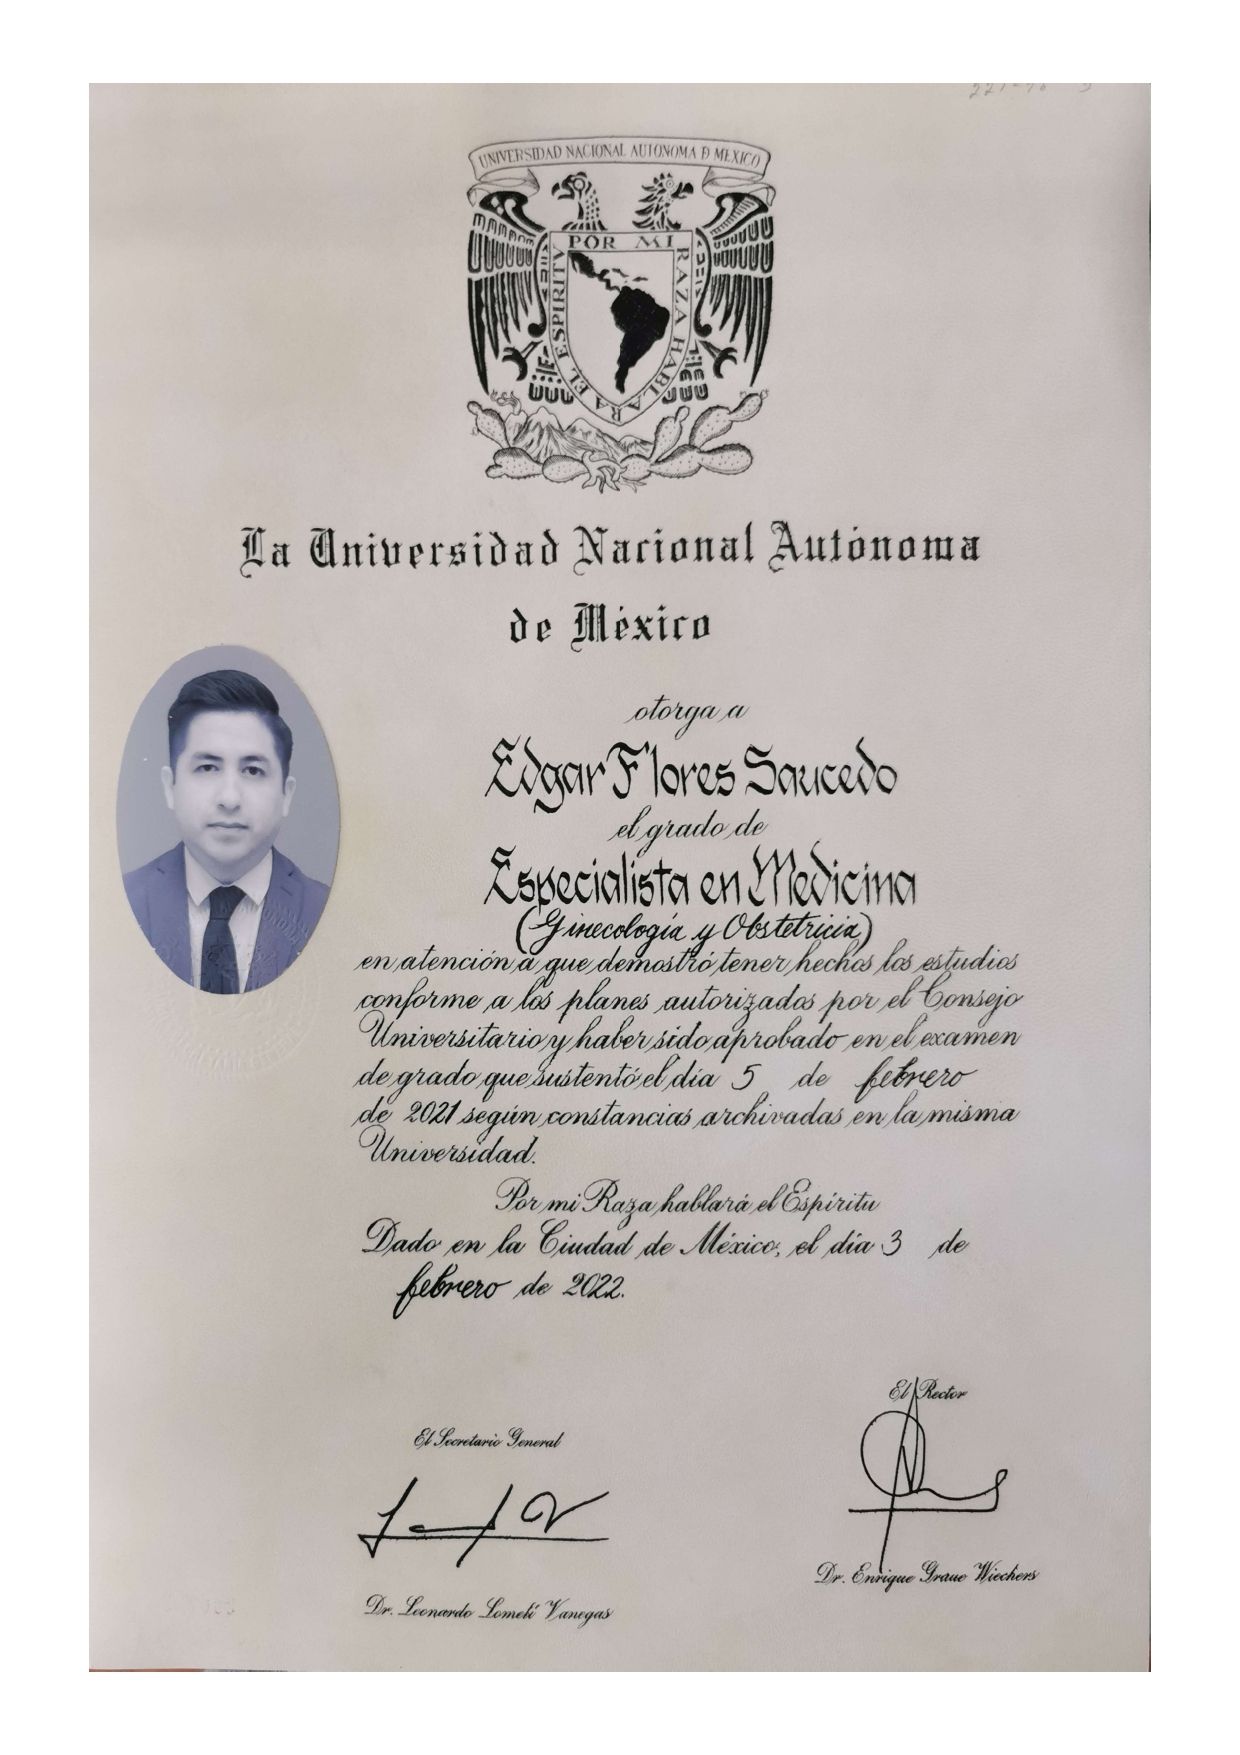 UNIVERSIDAD NACIONAL AUTONOMA D MEXICO
POR MI RAZA HABLARA EL ESPIRITV
La Universidad Nacional Autónoma
de México
otorga a
Edgar Flores Saucedo
el grado de
Especialista en Medicina
(Ginecología y Obstetricia)
en atención a que demostró tener hechos los estudios
conforme a los planes autorizados por el Consejo
Universitario y haber sido aprobado en el examen
de grado que sustentó el día 5 de febrero
de 2021 según constancias archivadas en la misma
Universidad.
Por mi Raza hablará el Espíritu
Dado en la Ciudad de México, el día 3 de
febrero de 2022.
El Rector
El Secretario General
Dr. Enrique Graue Wiechers
Dr. Leonardo Lomelí Vanegas